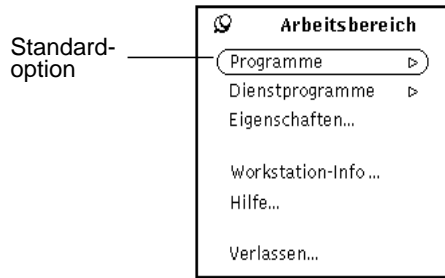 Arbeitsbereich
Standard-
option
Programme
Dienstprogramme
Eigenschaften...
Workstation-Info ...
Hilfe...
Verlassen...